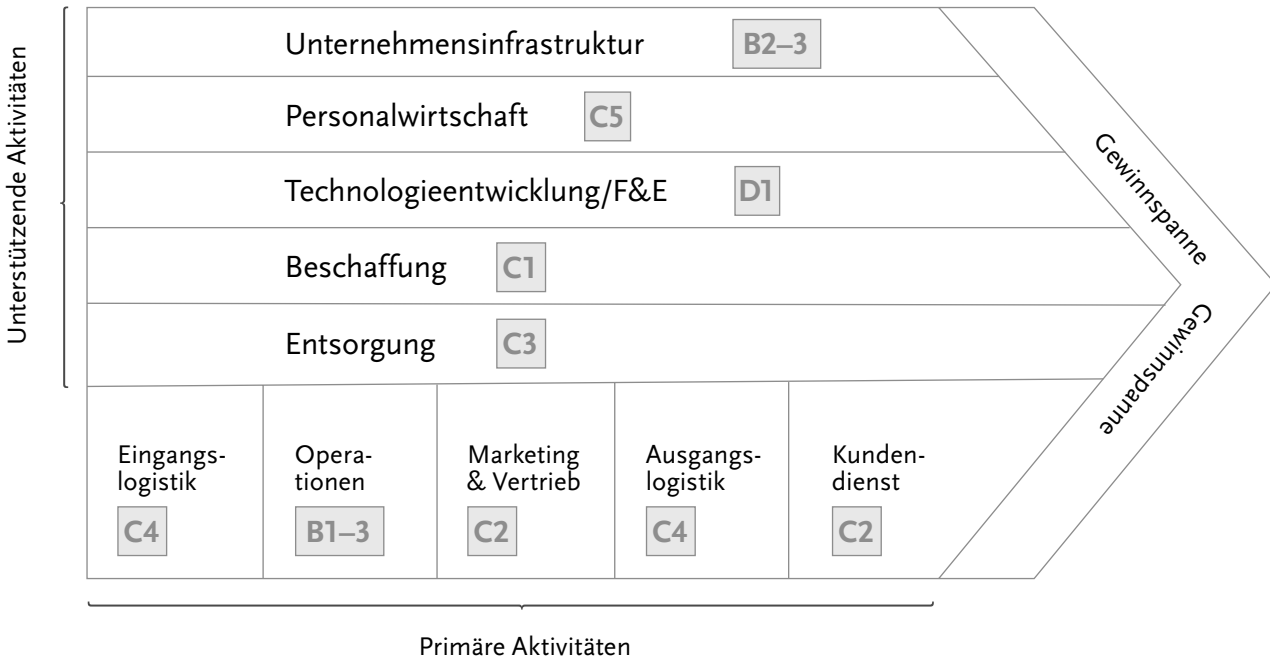 Unterstützende Aktivitäten
Unternehmensinfrastruktur B2–3
Personalwirtschaft C5
Technologieentwicklung/F&E D1
Beschaffung C1
Entsorgung C3
Gewinnspanne
Gewinnspanne
Eingangs-
logistik
C4
Opera-
tionen
B1–3
Marketing
& Vertrieb
C2
Ausgangs-
logistik
C4
Kunden-
dienst
C2
Primäre Aktivitäten